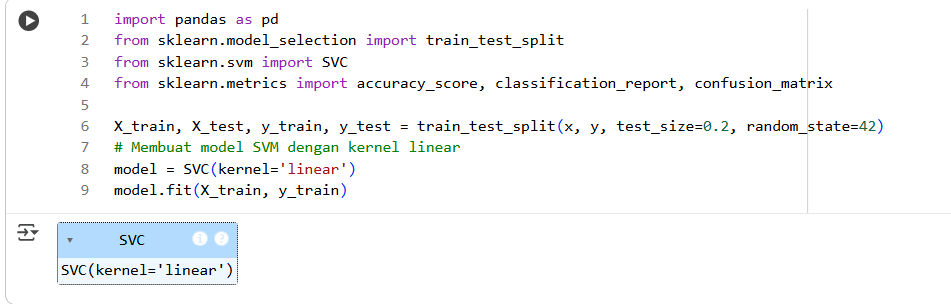 1 import pandas as pd
2 from sklearn.model_selection import train_test_split
3 from sklearn.svm import SVC
4 from sklearn.metrics import accuracy_score, classification_report, confusion_matrix
5
6 X_train, X_test, y_train, y_test = train_test_split(x, y, test_size=0.2, random_state=42)
7 # Membuat model SVM dengan kernel linear
8 model = SVC(kernel='linear')
9 model.fit(X_train, y_train)
▾ SVC i ?
SVC(kernel='linear')